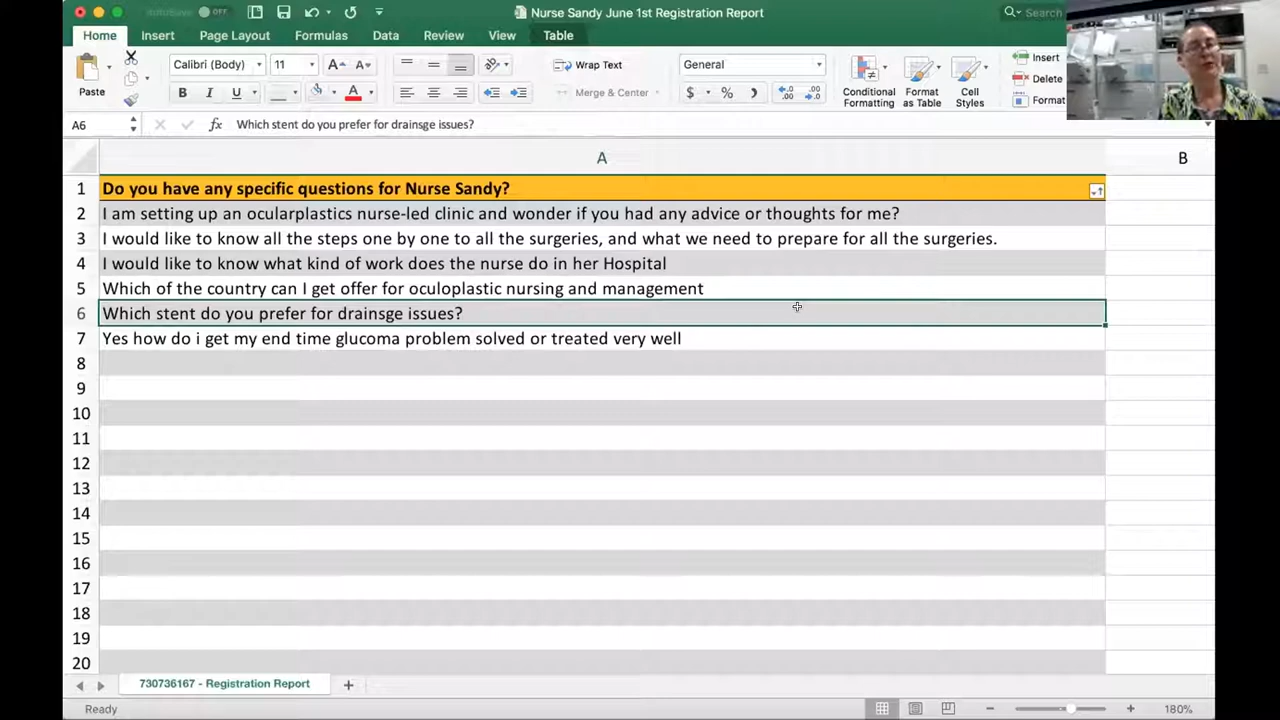 AutoSave OFF Nurse Sandy June 1st Registration Report
Home Insert Page Layout Formulas Data Review View Table Search
Calibri (Body) 11 Wrap Text General Insert
Paste Merge & Center Conditional Formatting Format as Table Cell Styles Delete
Format
A6 fx Which stent do you prefer for drainsge issues?
A B
1 Do you have any specific questions for Nurse Sandy?
2 I am setting up an ocularplastics nurse-led clinic and wonder if you had any advice or thoughts for me?
3 I would like to know all the steps one by one to all the surgeries, and what we need to prepare for all the surgeries.
4 I would like to know what kind of work does the nurse do in her Hospital
5 Which of the country can I get offer for oculoplastic nursing and management
6 Which stent do you prefer for drainsge issues?
7 Yes how do i get my end time glucoma problem solved or treated very well
8
9
10
11
12
13
14
15
16
17
18
19
20
730736167 - Registration Report
Ready 180%